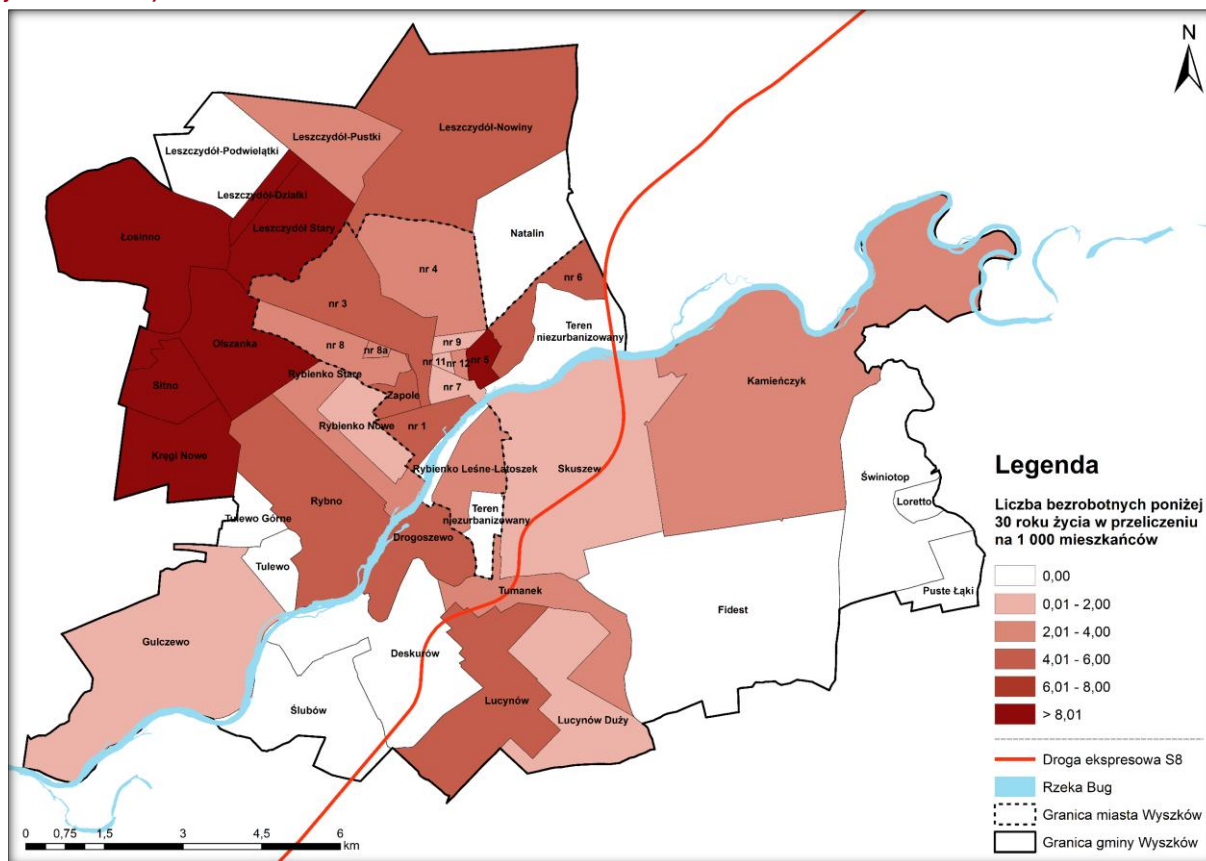 N
Leszczydół-Nowiny
Leszczydół-Pustki
Leszczydół-Podwielątki
Leszczydół-Działki
Leszczydół Stary
Łosinno
Natalin
nr 6
nr 4
nr 3
Teren
niezurbanizowany
nr 9
nr 8
nr 8a
nr 11
nr 12
nr 5
Olszanka
Rybienko Stare
Zapole
nr 7
Sitno
Kamieńczyk
Rybienko Nowe
nr 1
Kręgi Nowe
Rybienko Leśne-Latoszek
Skuszew
Świniotop
Loretto
Rybno
Tulewo Górne
Teren
niezurbanizowany
Drogoszewo
Tulewo
Tumanek
Puste Łąki
Fidest
Gulczewo
Deskurów
Ślubów
Lucynów
Lucynów Duży
Legenda
Liczba bezrobotnych poniżej
30 roku życia w przeliczeniu
na 1 000 mieszkańców
0,00
0,01 - 2,00
2,01 - 4,00
4,01 - 6,00
6,01 - 8,00
> 8,01
Droga ekspresowa S8
Rzeka Bug
Granica miasta Wyszków
Granica gminy Wyszków
0 0,75 1,5 3 4,5 6
km